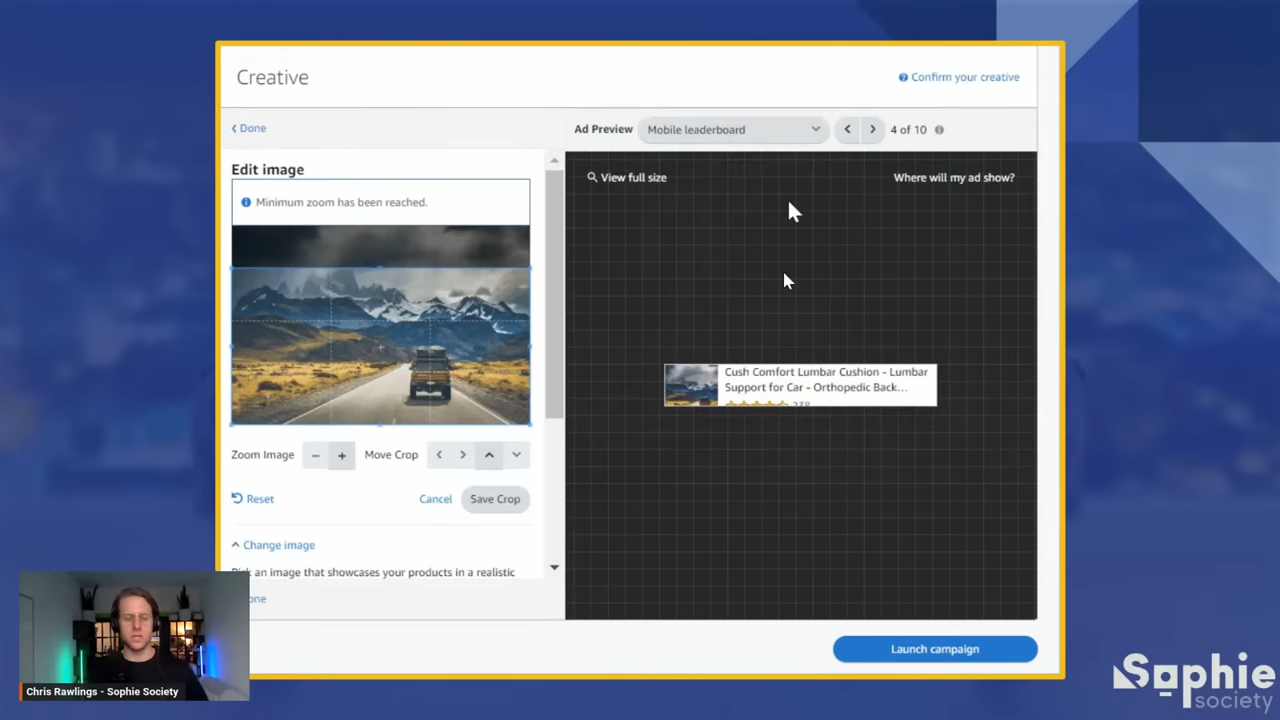 Creative
Confirm your creative
Done
Ad Preview
Mobile leaderboard
4 of 10
Edit image
Minimum zoom has been reached.
View full size
Where will my ad show?
Cush Comfort Lumbar Cushion - Lumbar
Support for Car - Orthopedic Back...
Zoom Image
Move Crop
Reset
Cancel
Save Crop
Change image
Pick an image that showcases your products in a realistic
Launch campaign
Chris Rawlings - Sophie Society
Sophie
society